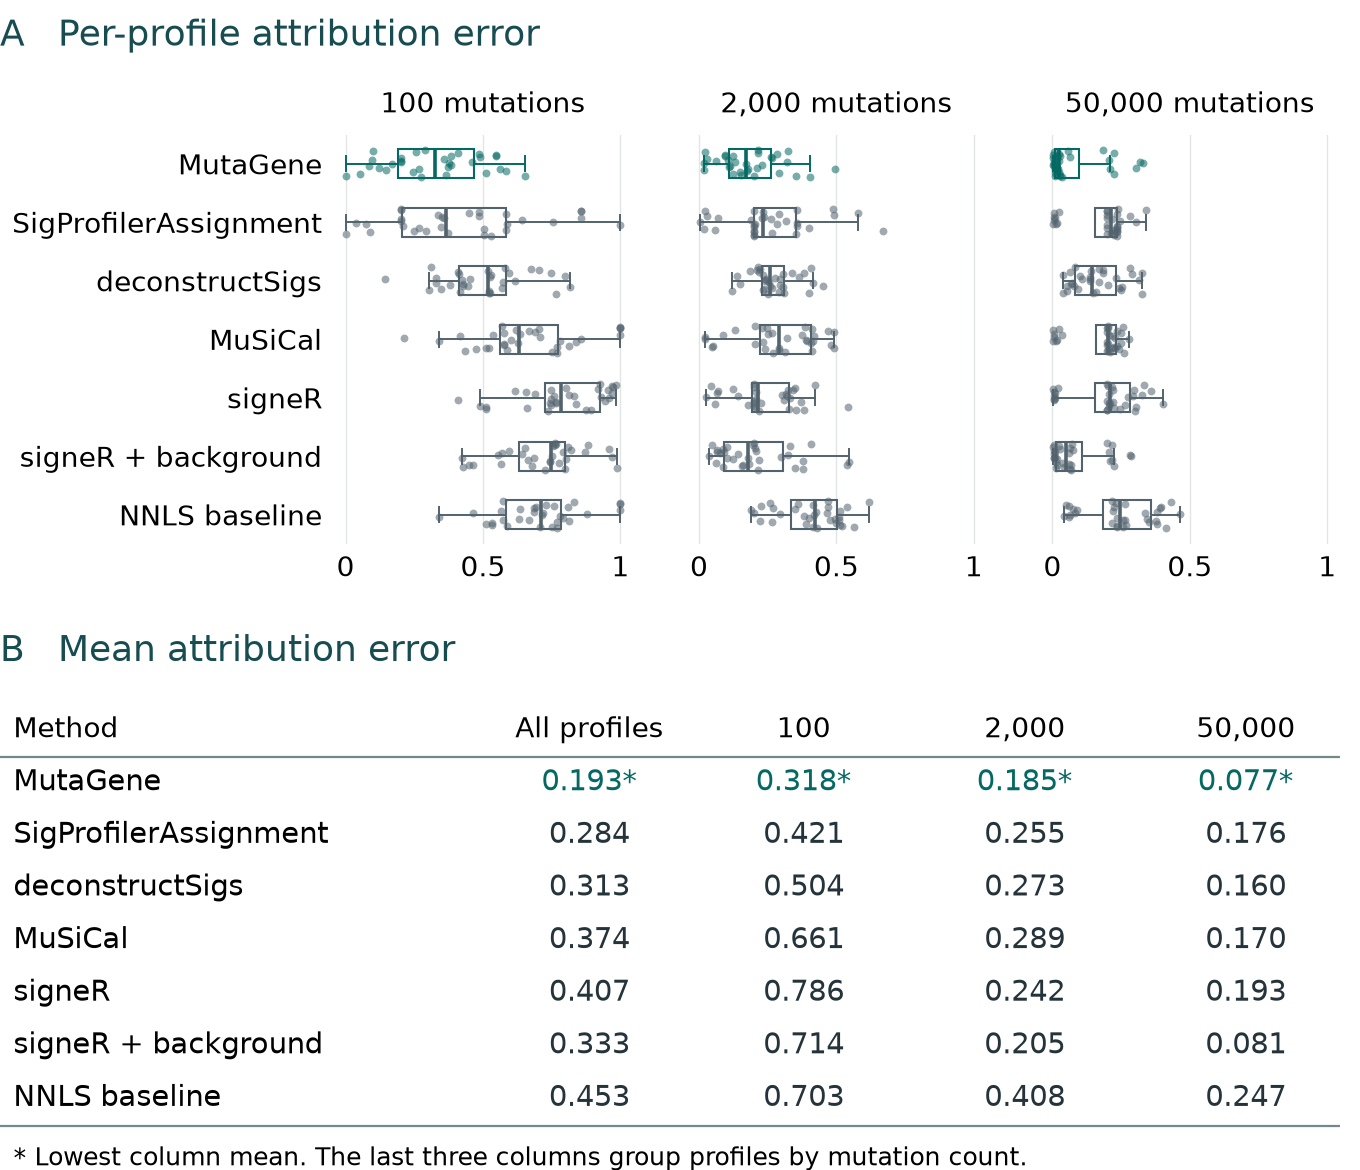 A Per-profile attribution error
100 mutations 2,000 mutations 50,000 mutations
MutaGene
SigProfilerAssignment
deconstructSigs
MuSiCal
signeR
signeR + background
NNLS baseline
0 0.5 1 0 0.5 1 0 0.5 1
B Mean attribution error
Method All profiles 100 2,000 50,000
MutaGene 0.193* 0.318* 0.185* 0.077*
SigProfilerAssignment 0.284 0.421 0.255 0.176
deconstructSigs 0.313 0.504 0.273 0.160
MuSiCal 0.374 0.661 0.289 0.170
signeR 0.407 0.786 0.242 0.193
signeR + background 0.333 0.714 0.205 0.081
NNLS baseline 0.453 0.703 0.408 0.247
* Lowest column mean. The last three columns group profiles by mutation count.